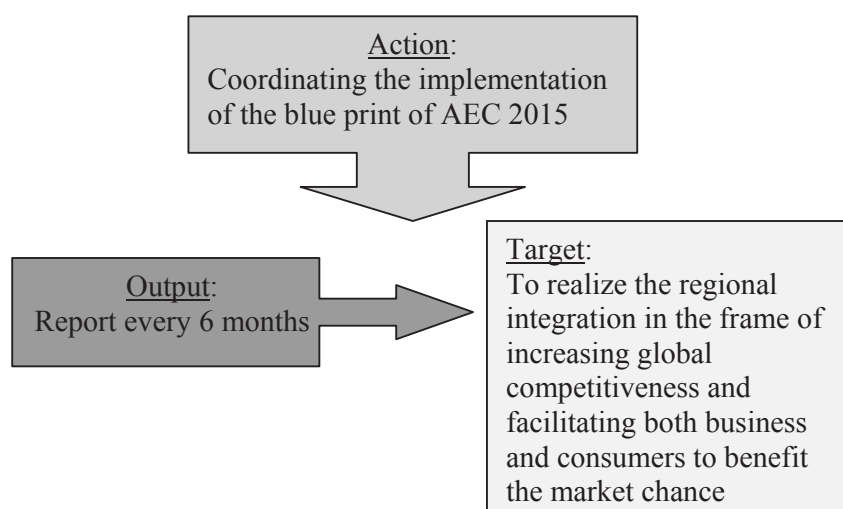 Action:
Coordinating the implementation
of the blue print of AEC 2015
Output:
Report every 6 months
Target:
To realize the regional
integration in the frame of
increasing global
competitiveness and
facilitating both business
and consumers to benefit
the market chance